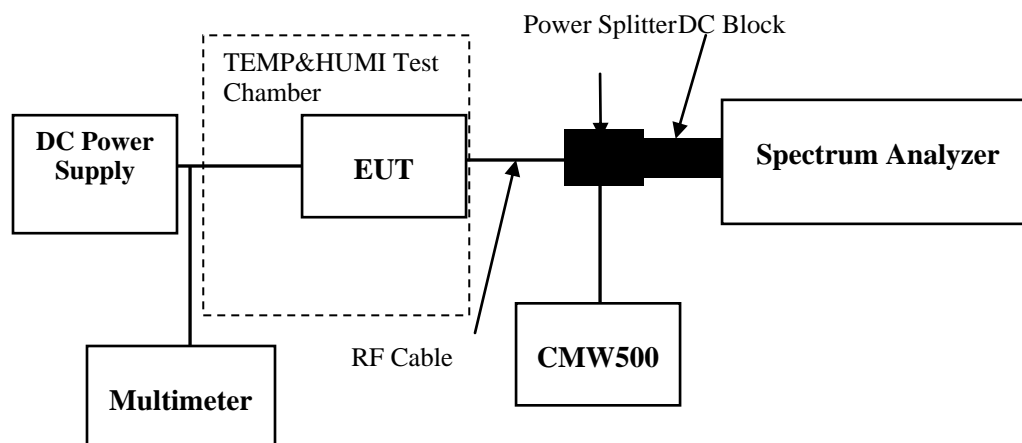 Power SplitterDC Block
TEMP&HUMI Test
Chamber
DC Power
Supply
EUT
Spectrum Analyzer
RF Cable
CMW500
Multimeter